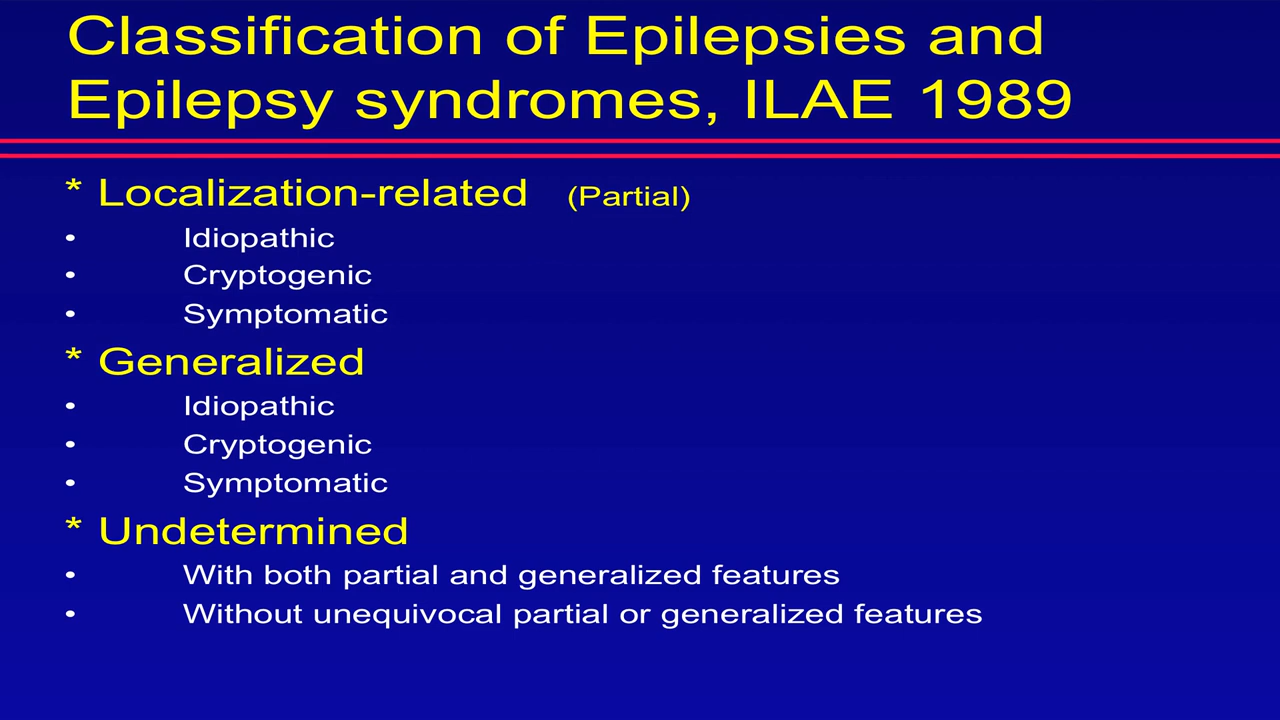 Classification of Epilepsies and
Epilepsy syndromes, ILAE 1989
* Localization-related (Partial)
• Idiopathic
• Cryptogenic
• Symptomatic
* Generalized
• Idiopathic
• Cryptogenic
• Symptomatic
* Undetermined
• With both partial and generalized features
• Without unequivocal partial or generalized features